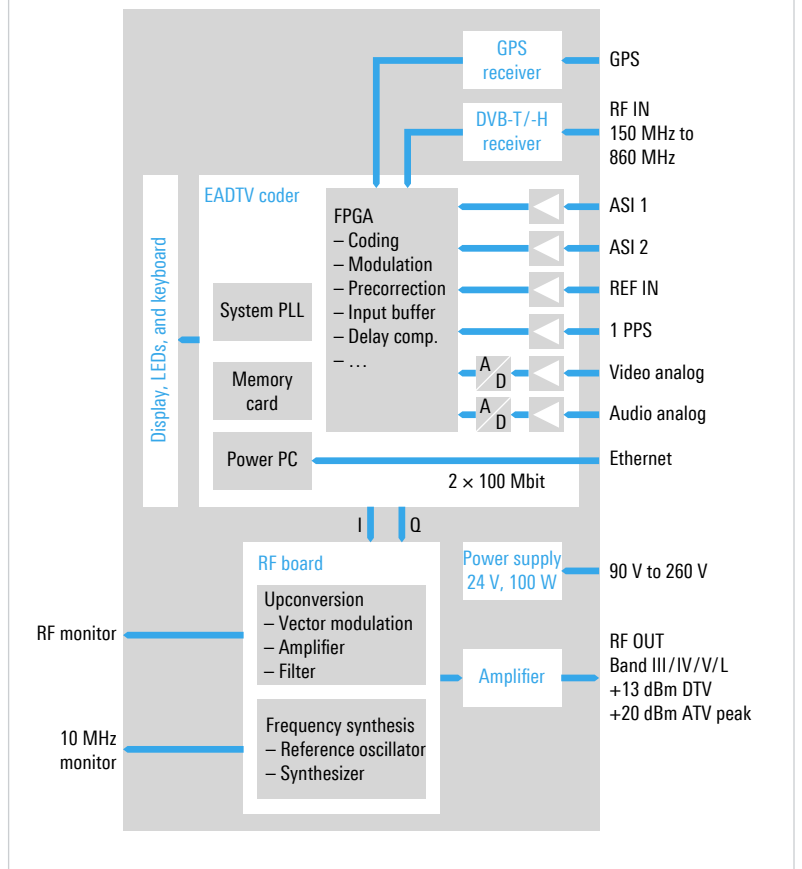 GPS
receiver
GPS
DVB-T/-H
receiver
RF IN
150 MHz to
860 MHz
Display, LEDs, and keyboard
EADTV coder
FPGA
– Coding
– Modulation
– Precorrection
– Input buffer
– Delay comp.
– …
System PLL
Memory
card
Power PC
ASI 1
ASI 2
REF IN
1 PPS
A
D
Video analog
A
D
Audio analog
Ethernet
2 × 100 Mbit
I
Q
RF board
Upconversion
– Vector modulation
– Amplifier
– Filter
Frequency synthesis
– Reference oscillator
– Synthesizer
RF monitor
10 MHz
monitor
Power supply
24 V, 100 W
90 V to 260 V
Amplifier
RF OUT
Band III/IV/V/L
+13 dBm DTV
+20 dBm ATV peak